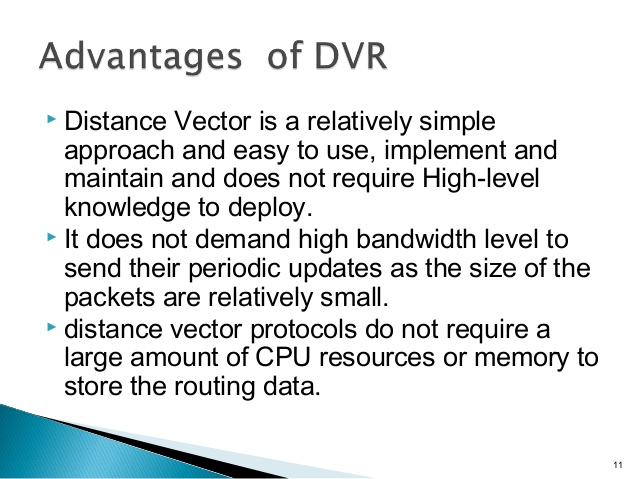 Advantages of DVR
Distance Vector is a relatively simple
approach and easy to use, implement and
maintain and does not require High-level
knowledge to deploy.
It does not demand high bandwidth level to
send their periodic updates as the size of the
packets are relatively small.
distance vector protocols do not require a
large amount of CPU resources or memory to
store the routing data.
11